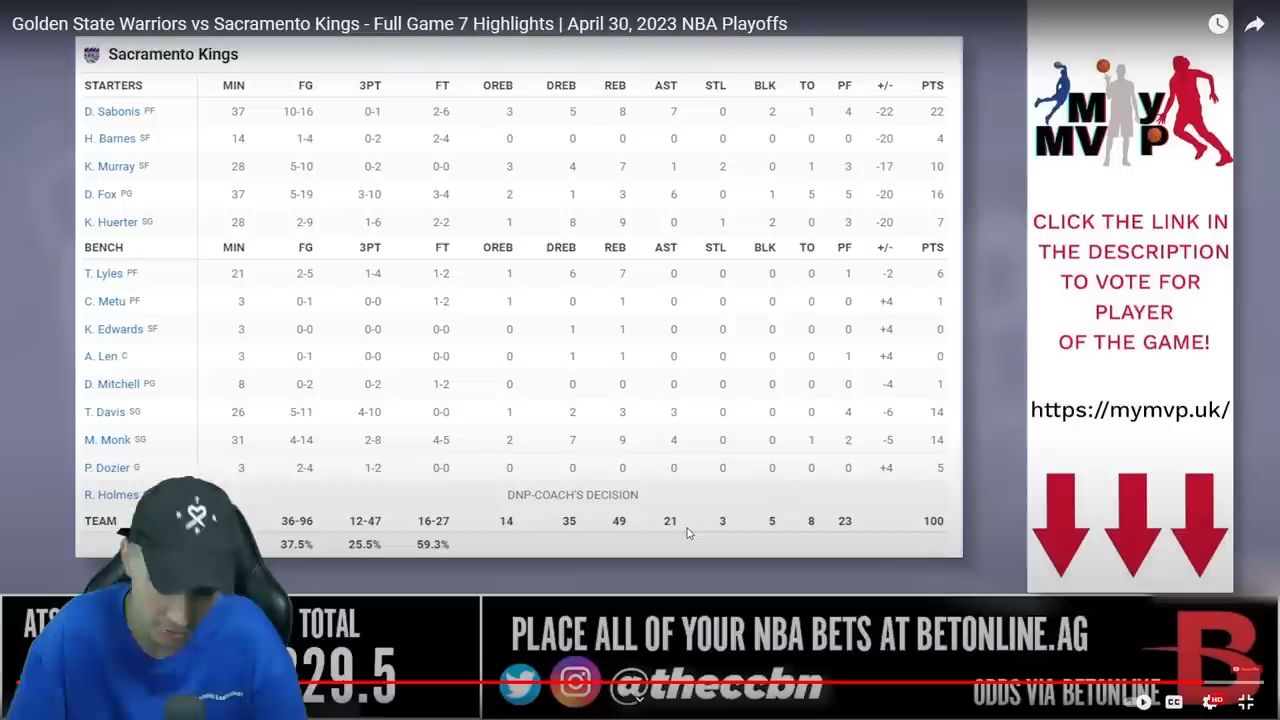 Golden State Warriors vs Sacramento Kings - Full Game 7 Highlights | April 30, 2023 NBA Playoffs
Sacramento Kings
STARTERS MIN FG 3PT FT OREB DREB REB AST STL BLK TO PF +/- PTS
D. Sabonis PF 37 10-16 0-1 2-6 3 5 8 7 0 2 1 4 -22 22
H. Barnes SF 14 1-4 0-2 2-4 0 0 0 0 0 0 0 0 -20 4
K. Murray SF 28 5-10 0-2 0-0 3 4 7 1 2 0 1 3 -17 10
D. Fox PG 37 5-19 3-10 3-4 2 1 3 6 0 1 5 5 -20 16
K. Huerter SG 28 2-9 1-6 2-2 1 8 9 0 1 2 0 3 -20 7
BENCH MIN FG 3PT FT OREB DREB REB AST STL BLK TO PF +/- PTS
T. Lyles PF 21 2-5 1-4 1-2 1 6 7 0 0 0 0 1 -2 6
C. Metu PF 3 0-1 0-0 1-2 1 0 1 0 0 0 0 0 +4 1
K. Edwards SF 3 0-0 0-0 0-0 0 1 1 0 0 0 0 0 +4 0
A. Len C 3 0-1 0-0 0-0 0 1 1 0 0 0 0 1 +4 0
D. Mitchell PG 8 0-2 0-2 1-2 0 0 0 0 0 0 0 0 -4 1
T. Davis SG 26 5-11 4-10 0-0 1 2 3 3 0 0 0 4 -6 14
M. Monk SG 31 4-14 2-8 4-5 2 7 9 4 0 0 1 2 -5 14
P. Dozier G 3 2-4 1-2 0-0 0 0 0 0 0 0 0 0 +4 5
R. Holmes DNP-COACH'S DECISION
TEAM 36-96 12-47 16-27 14 35 49 21 3 5 8 23 100
37.5% 25.5% 59.3%
M y
MV P
CLICK THE LINK IN
THE DESCRIPTION
TO VOTE FOR
PLAYER
OF THE GAME!
https://mymvp.uk/
ATS TOTAL
29.5
PLACE ALL OF YOUR NBA BETS AT BETONLINE.AG
@theccbn
ODDS VIA BETONLINE
B
CC HD